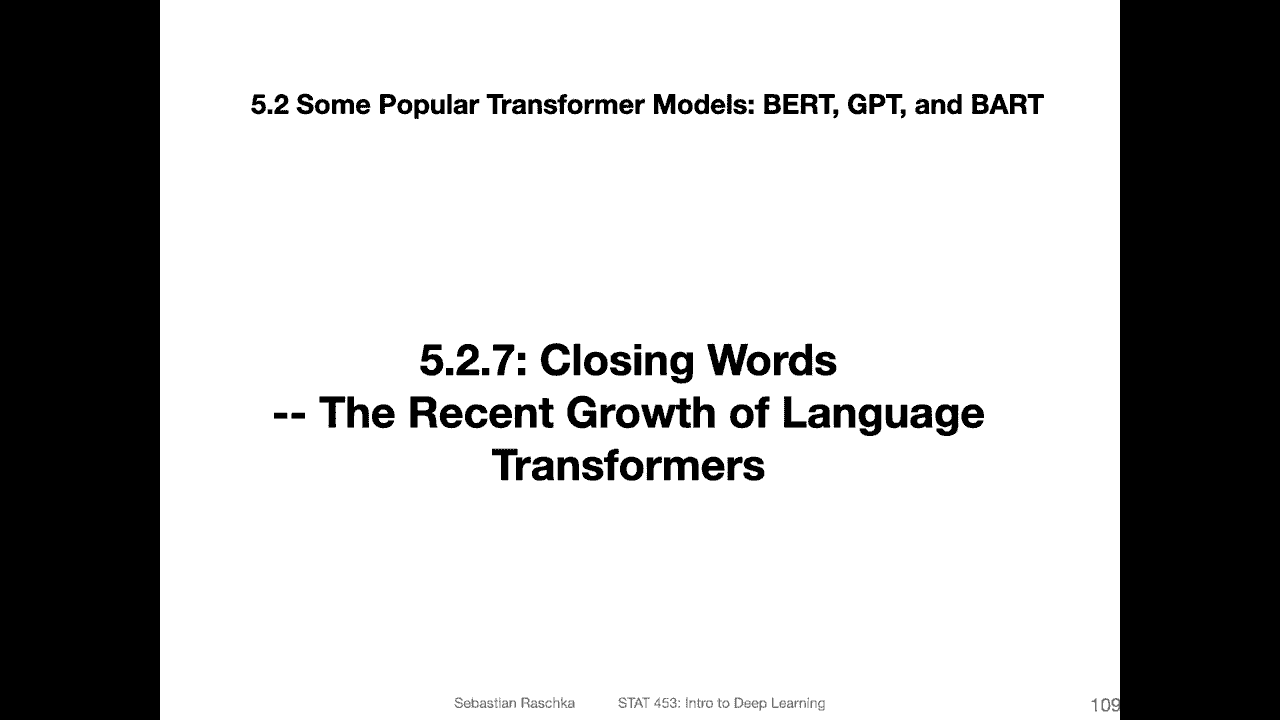 5.2 Some Popular Transformer Models: BERT, GPT, and BART
5.2.7: Closing Words
-- The Recent Growth of Language
Transformers
Sebastian Raschka STAT 453: Intro to Deep Learning 109